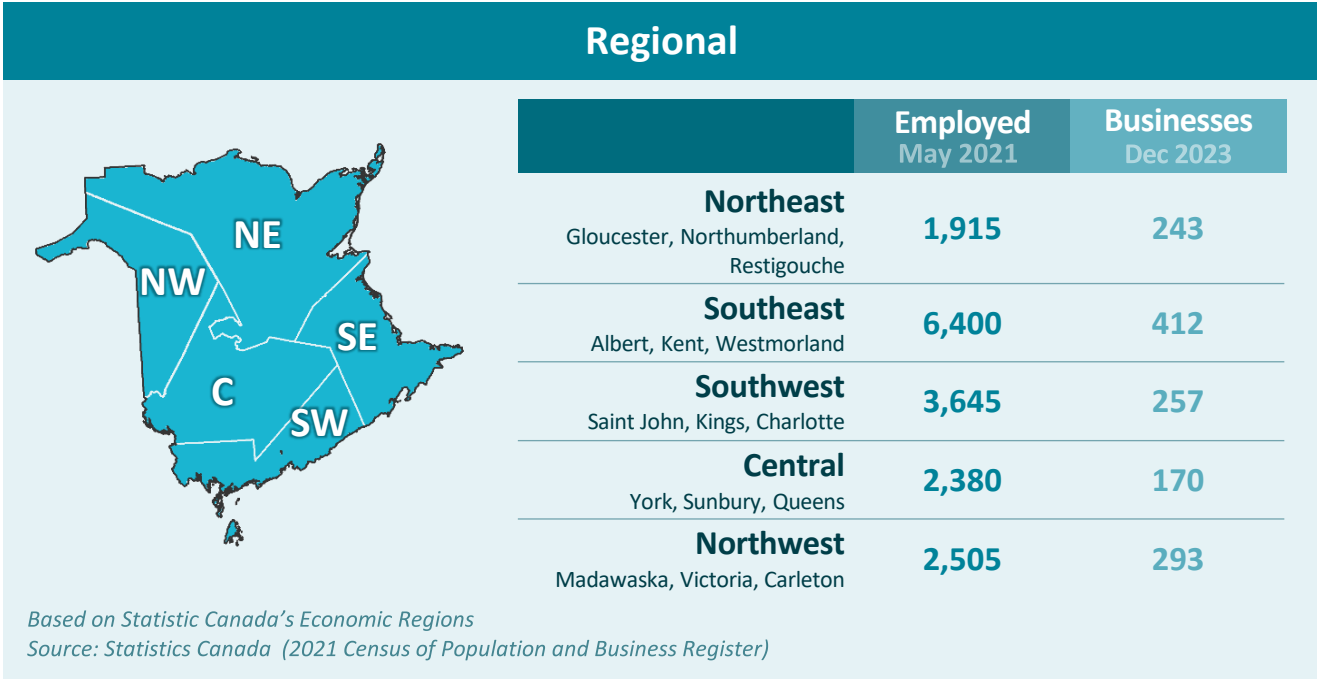 Regional
NE
NW
SE
C
SW
Employed Businesses
May 2021 Dec 2023
Northeast
Gloucester, Northumberland,
Restigouche
1,915 243
Southeast
Albert, Kent, Westmorland
6,400 412
Southwest
Saint John, Kings, Charlotte
3,645 257
Central
York, Sunbury, Queens
2,380 170
Northwest
Madawaska, Victoria, Carleton
2,505 293
Based on Statistic Canada’s Economic Regions
Source: Statistics Canada (2021 Census of Population and Business Register)